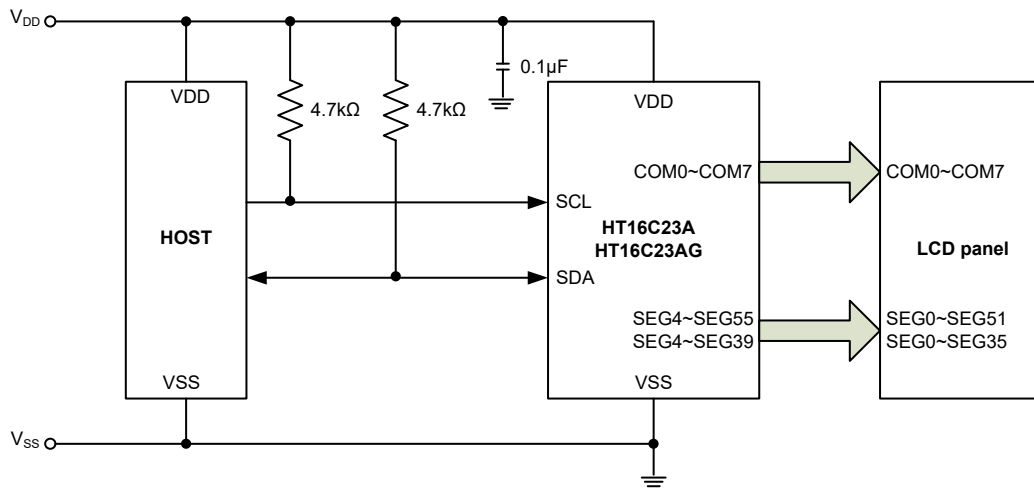 VDD
VDD
4.7kΩ
4.7kΩ
0.1µF
VDD
COM0~COM7
COM0~COM7
SCL
HOST
HT16C23A
HT16C23AG
LCD panel
SDA
SEG4~SEG55
SEG4~SEG39
SEG0~SEG51
SEG0~SEG35
VSS
VSS
VSS